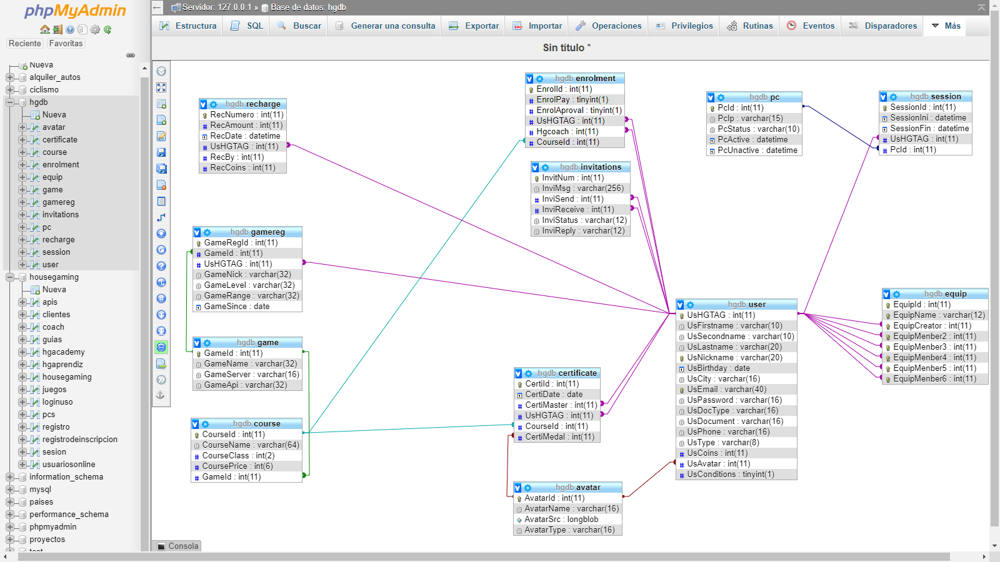 phpMyAdmin
Reciente Favoritas
Nueva
alquiler_autos
ciclismo
hgdb
Nueva
avatar
certificate
course
enrolment
equip
game
gamereg
invitations
pc
recharge
session
user
housegaming
Nueva
apis
clientes
coach
guias
hgacademy
hgaprendiz
housegaming
juegos
loginuso
pcs
registro
registrodeinscripcion
sesion
usuariosonline
information_schema
mysql
paises
performance_schema
phpmyadmin
proyectos
Servidor: 127.0.0.1 » Base de datos: hgdb
Estructura SQL Buscar Generar una consulta Exportar Importar Operaciones Privilegios Rutinas Eventos Disparadores Más
Sin título *
hgdb recharge
RecNumero : int(11)
RecAmount : int(11)
RecDate : datetime
UsHGTAG : int(11)
RecBy : int(11)
RecCoins : int(11)
hgdb enrolment
EnrolId : int(11)
EnrolPay : tinyint(1)
EnrolAproval : tinyint(1)
UsHGTAG : int(11)
Hgcoach : int(11)
CourseId : int(11)
hgdb pc
PcId : int(11)
PcIp : varchar(15)
PcStatus : varchar(10)
PcActive : datetime
PcUnactive : datetime
hgdb session
SessionId : int(11)
SessionIni : datetime
SessionFin : datetime
UsHGTAG : int(11)
PcId : int(11)
hgdb invitations
InvitNum : int(11)
InviMsg : varchar(256)
InviSend : int(11)
InviReceive : int(11)
InviStatus : varchar(12)
InviReply : varchar(12)
hgdb gamereg
GameRegId : int(11)
GameId : int(11)
UsHGTAG : int(11)
GameNick : varchar(32)
GameLevel : varchar(32)
GameRange : varchar(32)
GameSince : date
hgdb game
GameId : int(11)
GameName : varchar(32)
GameServer : varchar(16)
GameApi : varchar(32)
hgdb course
CourseId : int(11)
CourseName : varchar(64)
CourseClass : int(2)
CoursePrice : int(6)
GameId : int(11)
hgdb certificate
CertiId : int(11)
CertiDate : date
CertiMaster : int(11)
UsHGTAG : int(11)
CourseId : int(11)
CertiMedal : int(11)
hgdb avatar
AvatarId : int(11)
AvatarName : varchar(16)
AvatarSrc : longblob
AvatarType : varchar(16)
hgdb user
UsHGTAG : int(11)
UsFirstname : varchar(10)
UsSecondname : varchar(10)
UsLastname : varchar(20)
UsNickname : varchar(20)
UsBirthday : date
UsCity : varchar(16)
UsEmail : varchar(40)
UsPassword : varchar(16)
UsDocType : varchar(16)
UsDocument : varchar(16)
UsPhone : varchar(16)
UsType : varchar(8)
UsCoins : int(11)
UsAvatar : int(11)
UsConditions : tinyint(1)
hgdb equip
EquipId : int(11)
EquipName : varchar(12)
EquipCreator : int(11)
EquipMenber2 : int(11)
EquipMenber3 : int(11)
EquipMenber4 : int(11)
EquipMenber5 : int(11)
EquipMenber6 : int(11)
Consola